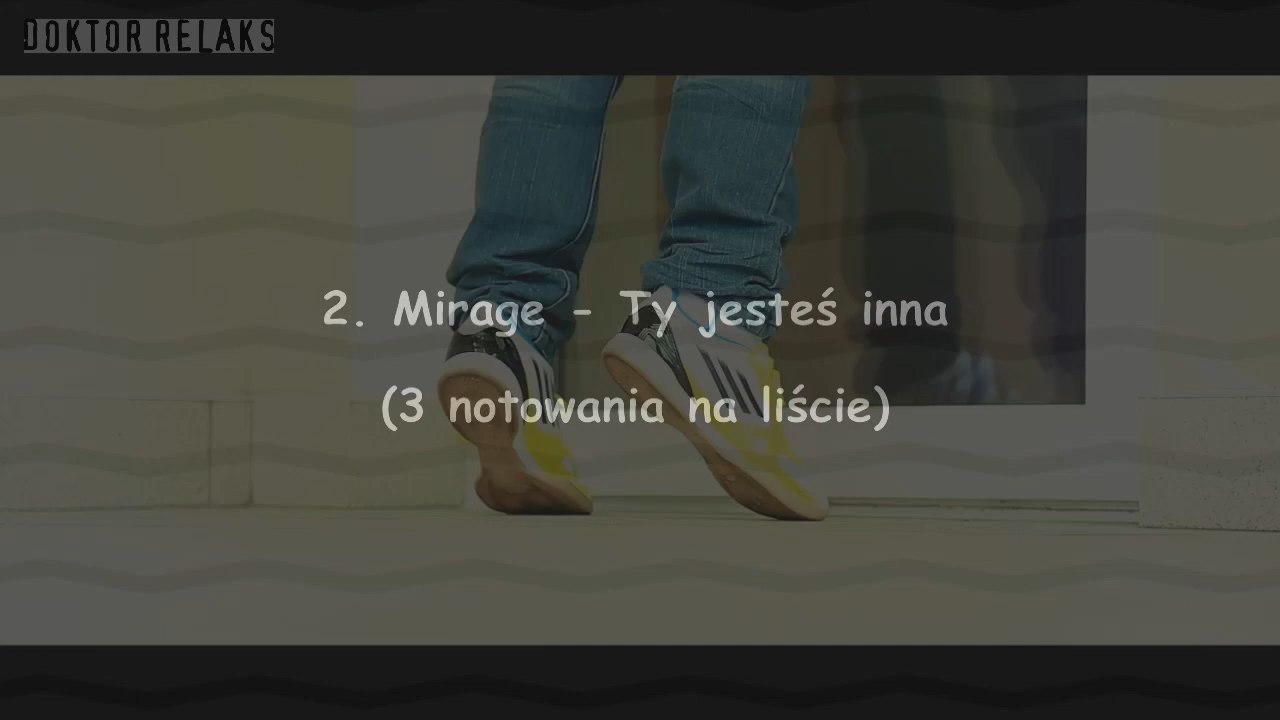 DOKTOR RELAKS
2. Mirage - Ty jesteś inna
(3 notowania na liście)